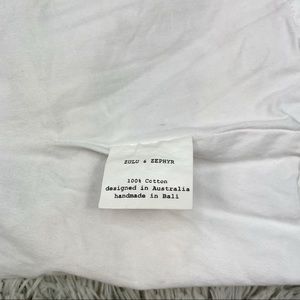 ZULU & ZEPHYR
100% Cotton
designed in Australia
handmade in Bali